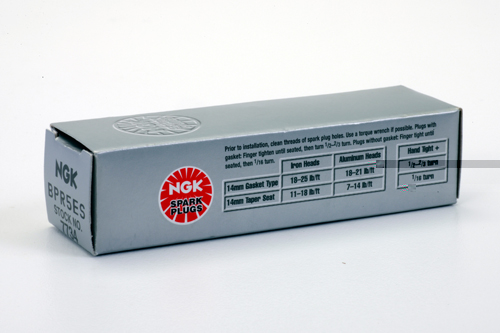 NGK
BPR5ES
STOCK NO.
7734
NGK
SPARK
PLUGS
Prior to installation, clean threads of spark plug holes. Use a torque wrench if possible. Plugs with
gasket: Finger tighten until seated, then turn 1/2–2/3 turn. Plugs without gasket: Finger tight until
seated, then 1/16 turn.
Iron Heads Aluminum Heads Hand Tight +
14mm Gasket Type 18-25 lb/ft 18-21 lb/ft 1/2–2/3 turn
14mm Taper Seat 11-18 lb/ft 7-14 lb/ft 1/16 turn